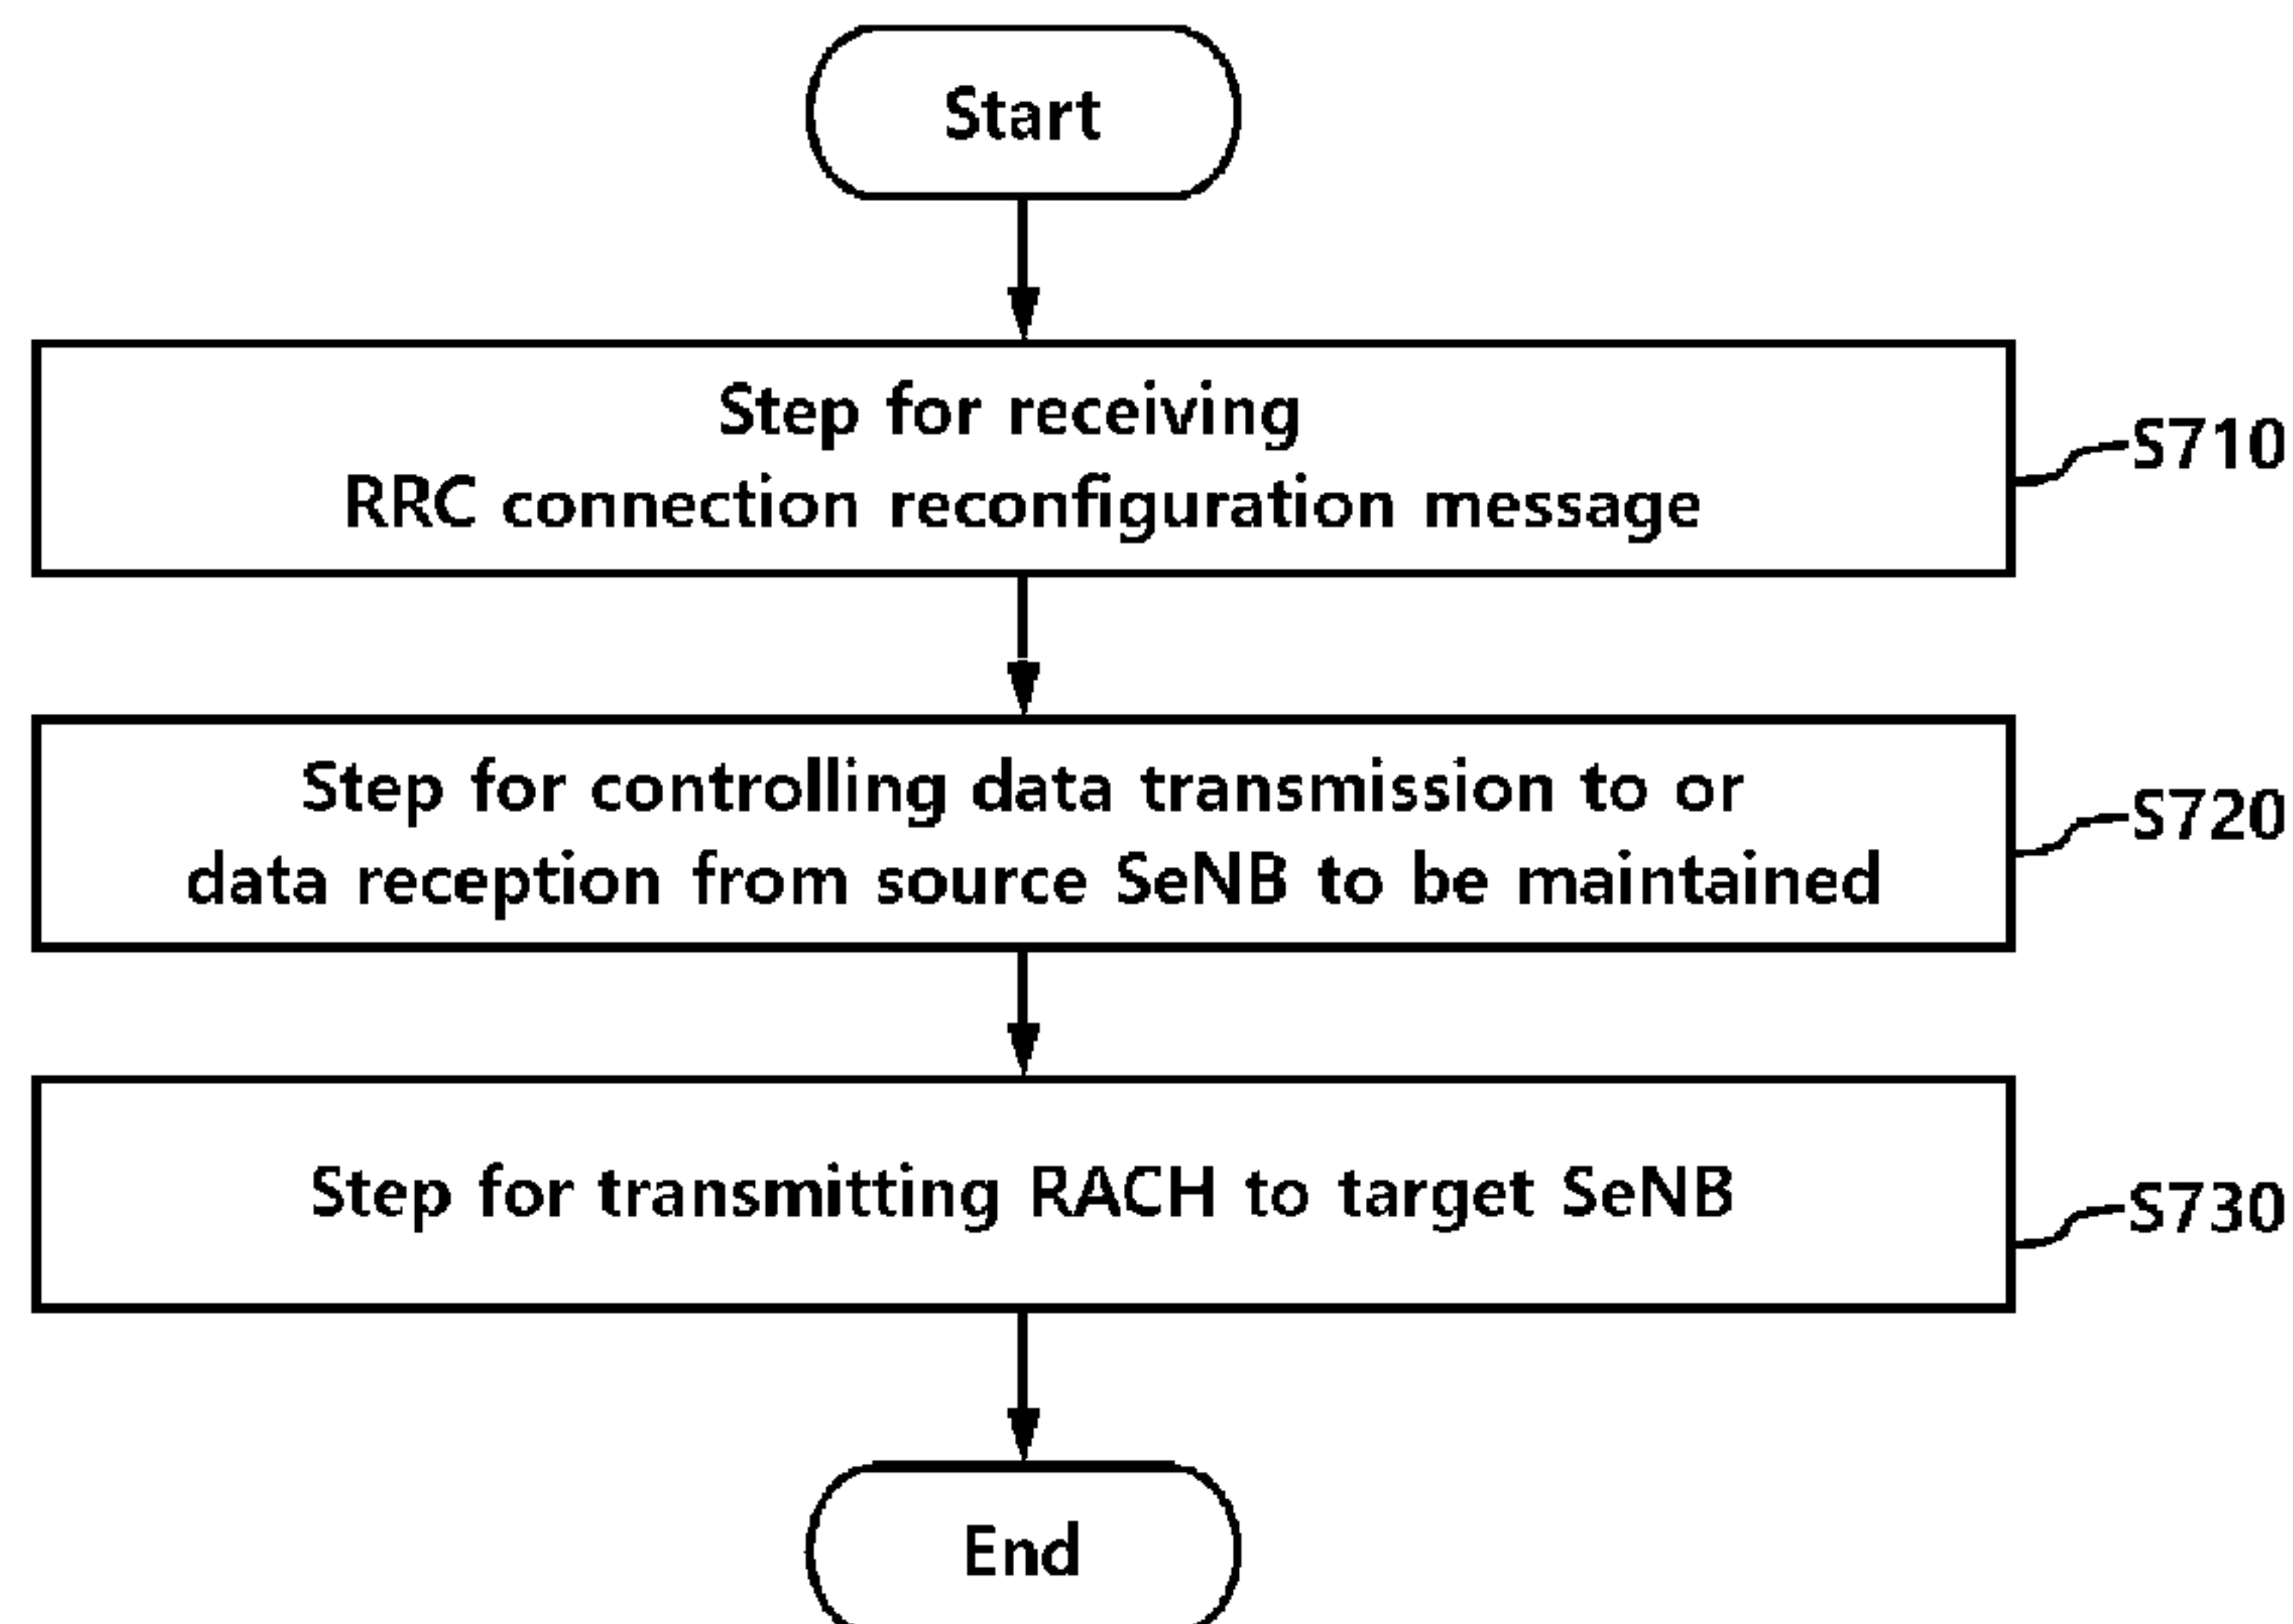 Start
Step for receiving
RRC connection reconfiguration message
S710
Step for controlling data transmission to or
data reception from source SeNB to be maintained
S720
Step for transmitting RACH to target SeNB
S730
End